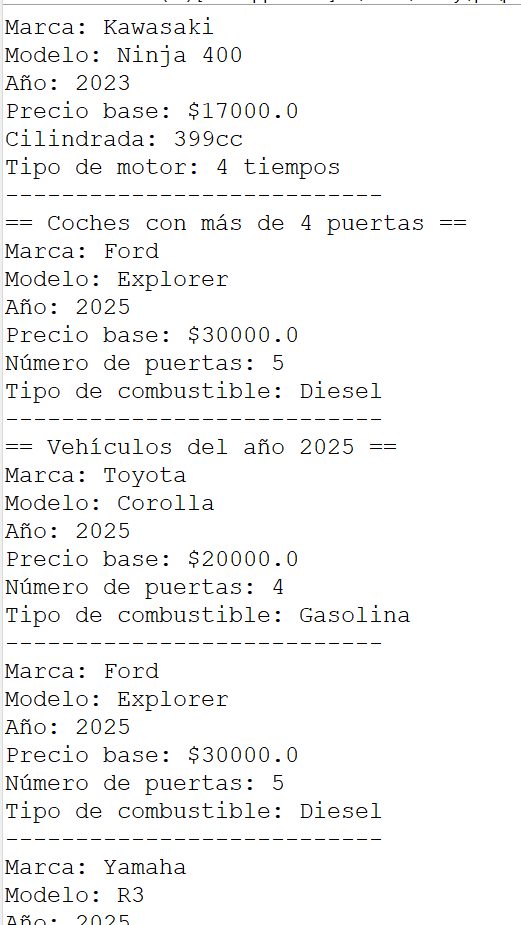 Marca: Kawasaki
Modelo: Ninja 400
Año: 2023
Precio base: $17000.0
Cilindrada: 399cc
Tipo de motor: 4 tiempos
---------------------------
== Coches con más de 4 puertas ==
Marca: Ford
Modelo: Explorer
Año: 2025
Precio base: $30000.0
Número de puertas: 5
Tipo de combustible: Diesel
---------------------------
== Vehículos del año 2025 ==
Marca: Toyota
Modelo: Corolla
Año: 2025
Precio base: $20000.0
Número de puertas: 4
Tipo de combustible: Gasolina
---------------------------
Marca: Ford
Modelo: Explorer
Año: 2025
Precio base: $30000.0
Número de puertas: 5
Tipo de combustible: Diesel
---------------------------
Marca: Yamaha
Modelo: R3
Año: 2025